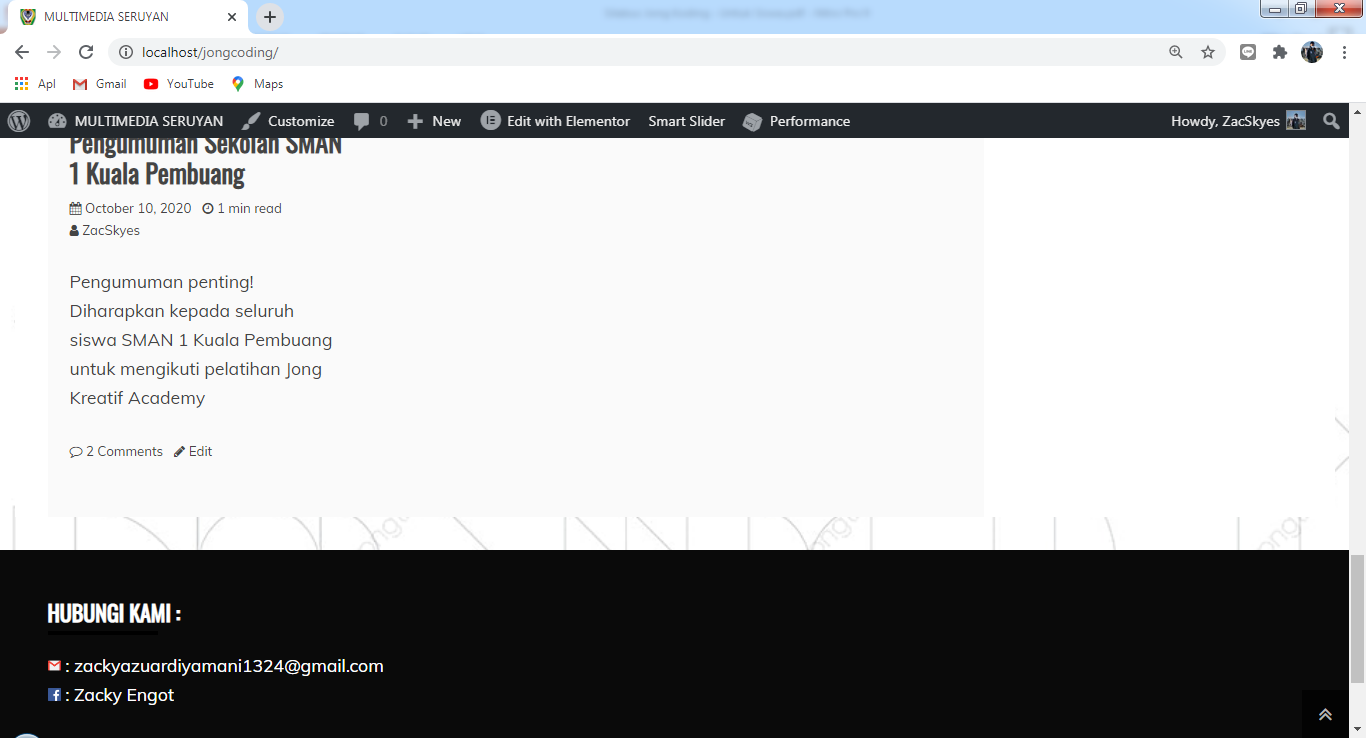 MULTIMEDIA SERUYAN
localhost/jongcoding/
Apl Gmail YouTube Maps
MULTIMEDIA SERUYAN Customize 0 New Edit with Elementor Smart Slider Performance Howdy, ZacSkyes
Pengumuman Sekolah SMAN
1 Kuala Pembuang
October 10, 2020 1 min read
ZacSkyes
Pengumuman penting!
Diharapkan kepada seluruh
siswa SMAN 1 Kuala Pembuang
untuk mengikuti pelatihan Jong
Kreatif Academy
2 Comments Edit
HUBUNGI KAMI :
: zackyazuardiyamani1324@gmail.com
: Zacky Engot